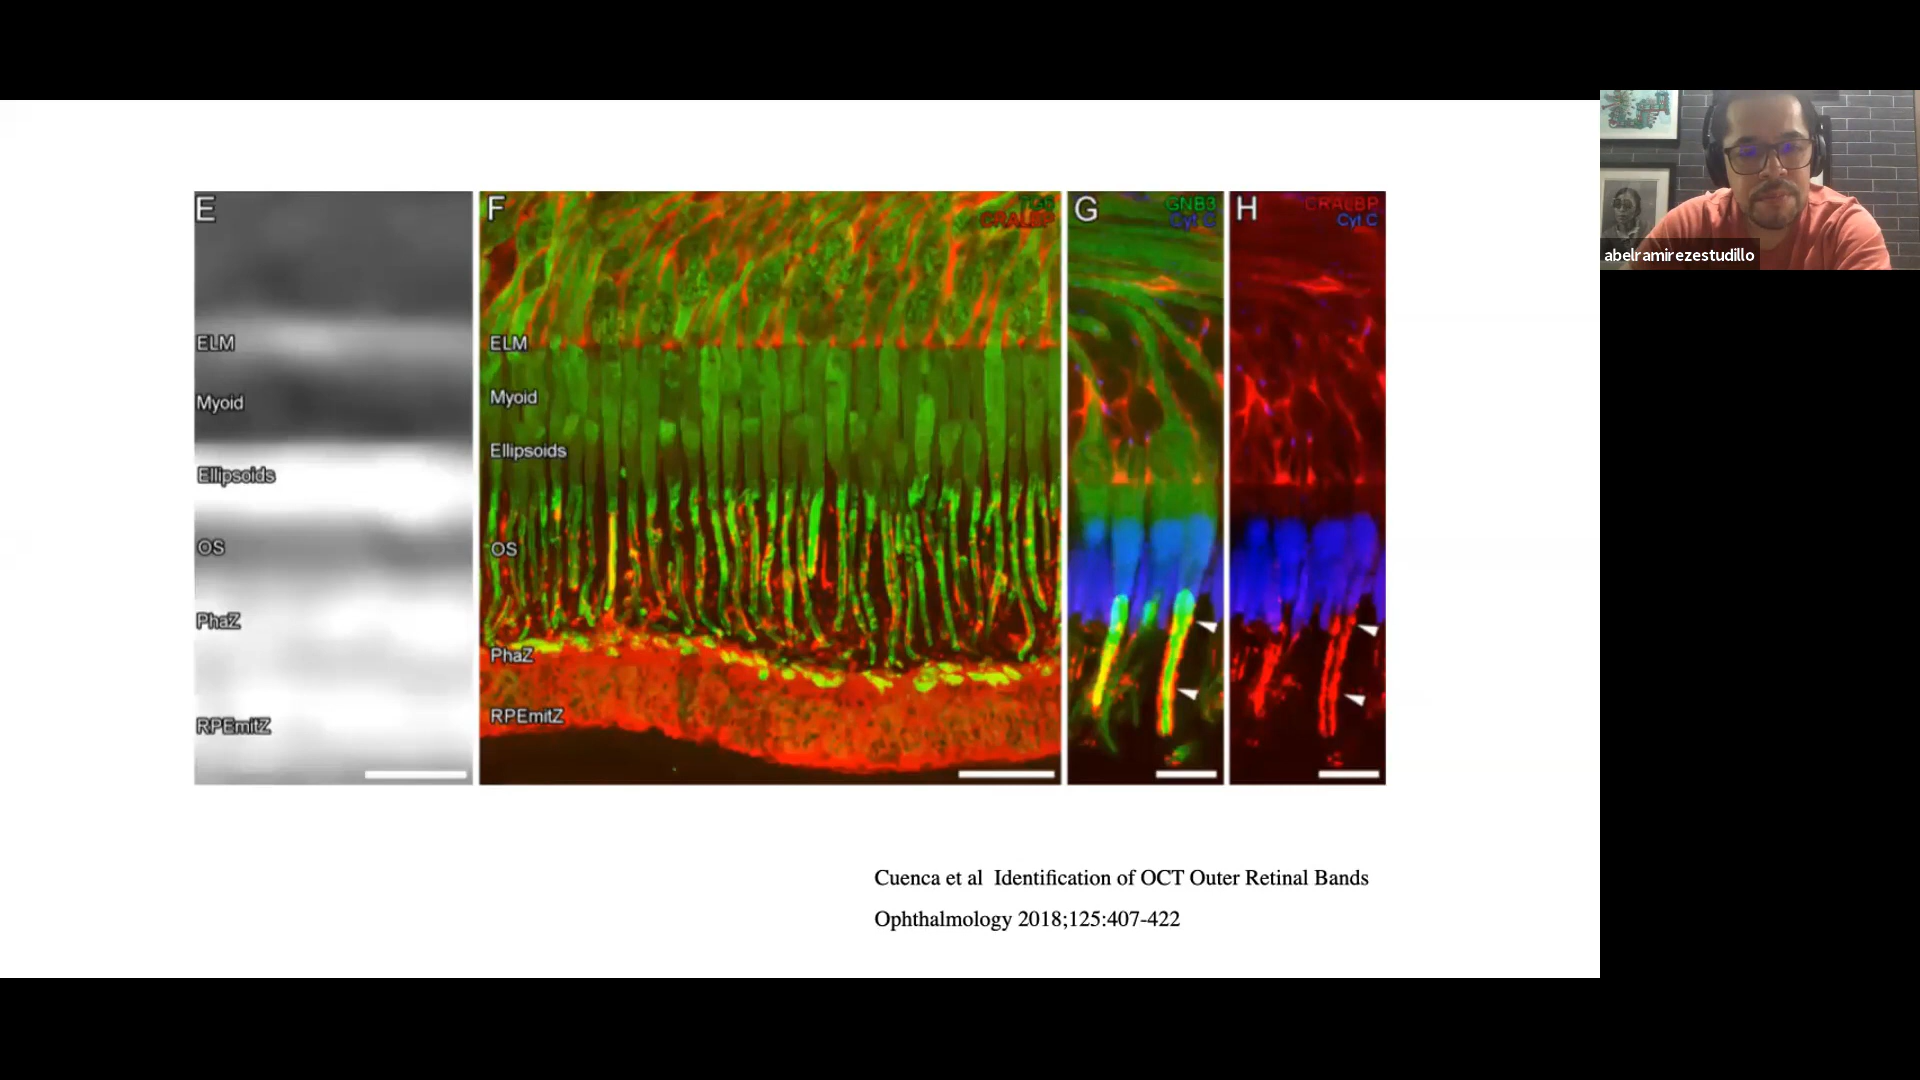 E
ELM
Myoid
Ellipsoids
OS
PhaZ
RPEmitZ
F
CRALBP
ELM
Myoid
Ellipsoids
OS
PhaZ
RPEmitZ
G
GNB3
Cyt C
H
CRALBP
Cyt C
Cuenca et al Identification of OCT Outer Retinal Bands
Ophthalmology 2018;125:407-422
abelramirezestudillo